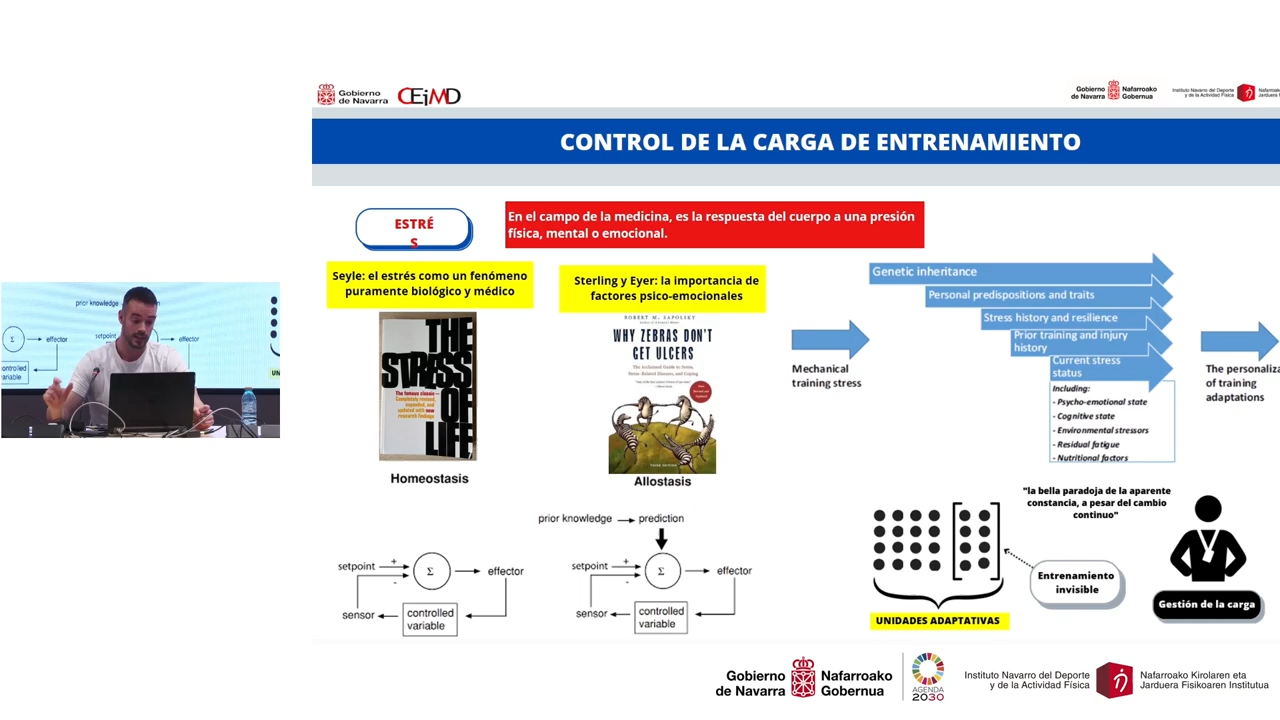 Gobierno
de Navarra
CEiMD
Gobierno
de Navarra
Nafarroako
Gobernua
Instituto Navarro del Deporte
y de la Actividad Física
CONTROL DE LA CARGA DE ENTRENAMIENTO
ESTRÉ
S
En el campo de la medicina, es la respuesta del cuerpo a una presión
física, mental o emocional.
Seyle: el estrés como un fenómeno
puramente biológico y médico
Sterling y Eyer: la importancia de
factores psico-emocionales
THE
STRESS
OF
LIFE
The famous classic—
Completely revised,
expanded, and
updated with new
research findings
Homeostasis
ROBERT M. SAPOLSKY
WHY ZEBRAS DON'T
GET ULCERS
The Acclaimed Guide to Stress,
Stress-Related Diseases, and Coping
THIRD EDITION
Allostasis
Mechanical
training stress
Genetic inheritance
Personal predispositions and traits
Stress history and resilience
Prior training and injury
history
Current stress
status
Including:
- Psycho-emotional state
- Cognitive state
- Environmental stressors
- Residual fatigue
- Nutritional factors
The personaliza
of training
adaptations
setpoint
+
-
Σ
effector
sensor
controlled
variable
prior knowledge
prediction
setpoint
+
-
Σ
effector
sensor
controlled
variable
"la bella paradoja de la aparente
constancia, a pesar del cambio
continuo"
Entrenamiento
invisible
UNIDADES ADAPTATIVAS
Gestión de la carga
prior knowledge
setpoint
Σ
effector
effector
controlled
variable
UN
Gobierno
de Navarra
Nafarroako
Gobernua
AGENDA
2030
Instituto Navarro del Deporte
y de la Actividad Física
Nafarroako Kirolaren eta
Jarduera Fisikoaren Institutua